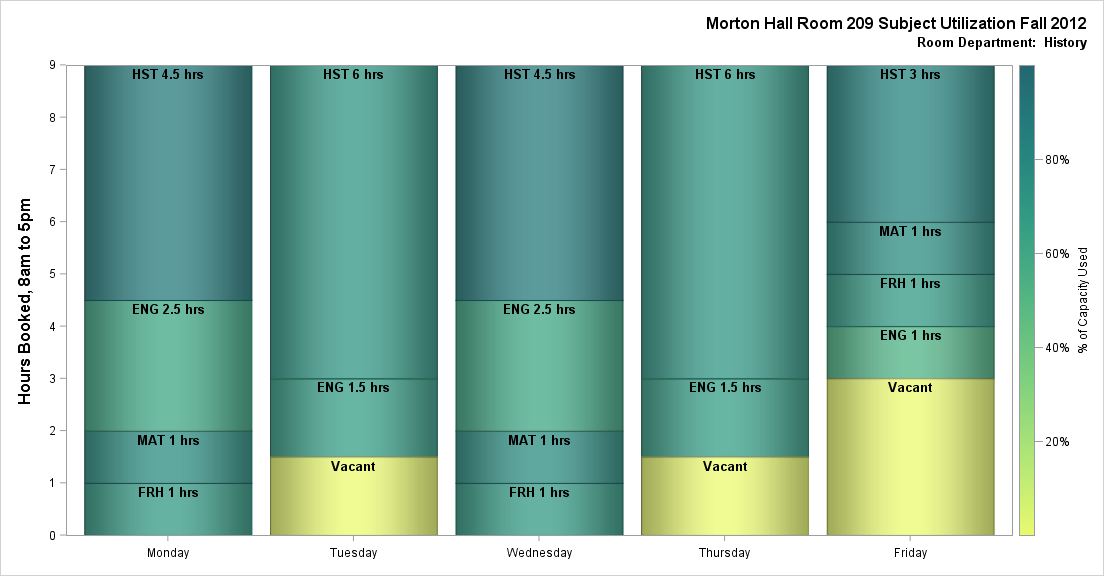 Morton Hall Room 209 Subject Utilization Fall 2012
Room Department:  History
Hours Booked, 8am to 5pm
9
8
7
6
5
4
3
2
1
0
HST 4.5 hrs
ENG 2.5 hrs
MAT 1 hrs
FRH 1 hrs
HST 6 hrs
ENG 1.5 hrs
Vacant
HST 4.5 hrs
ENG 2.5 hrs
MAT 1 hrs
FRH 1 hrs
HST 6 hrs
ENG 1.5 hrs
Vacant
HST 3 hrs
MAT 1 hrs
FRH 1 hrs
ENG 1 hrs
Vacant
Monday
Tuesday
Wednesday
Thursday
Friday
80%
60%
40%
20%
% of Capacity Used